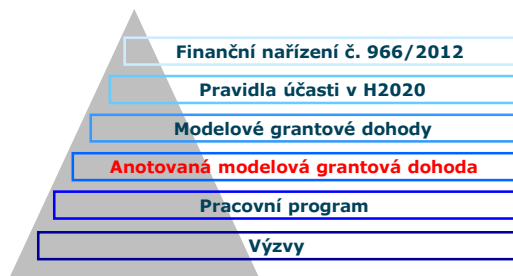 Finanční nařízení č. 966/2012
Pravidla účasti v H2020
Modelové grantové dohody
Anotovaná modelová grantová dohoda
Pracovní program
Výzvy